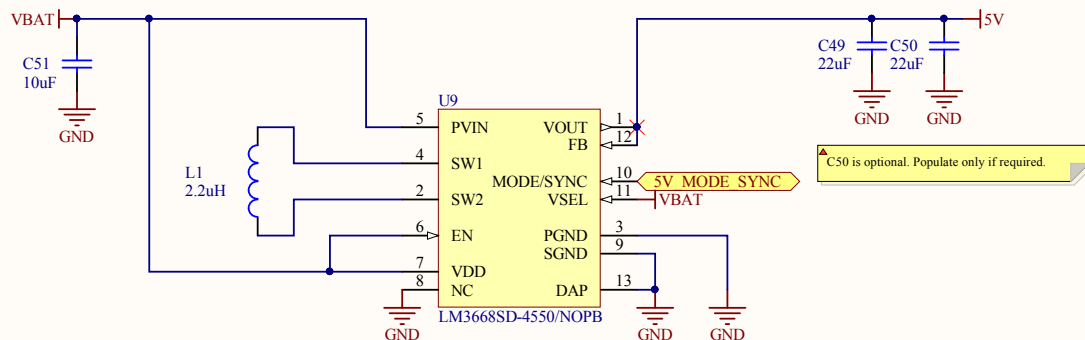 VBAT
C51
10uF
GND
L1
2.2uH
U9
5 PVIN
4 SW1
2 SW2
6 EN
7 VDD
8 NC
VOUT 1
FB 12
MODE/SYNC 10
VSEL 11
PGND 3
SGND 9
DAP 13
LM3668SD-4550/NOPB
GND
5V_MODE_SYNC
VBAT
GND
GND
C49
22uF
C50
22uF
5V
GND
GND
C50 is optional. Populate only if required.